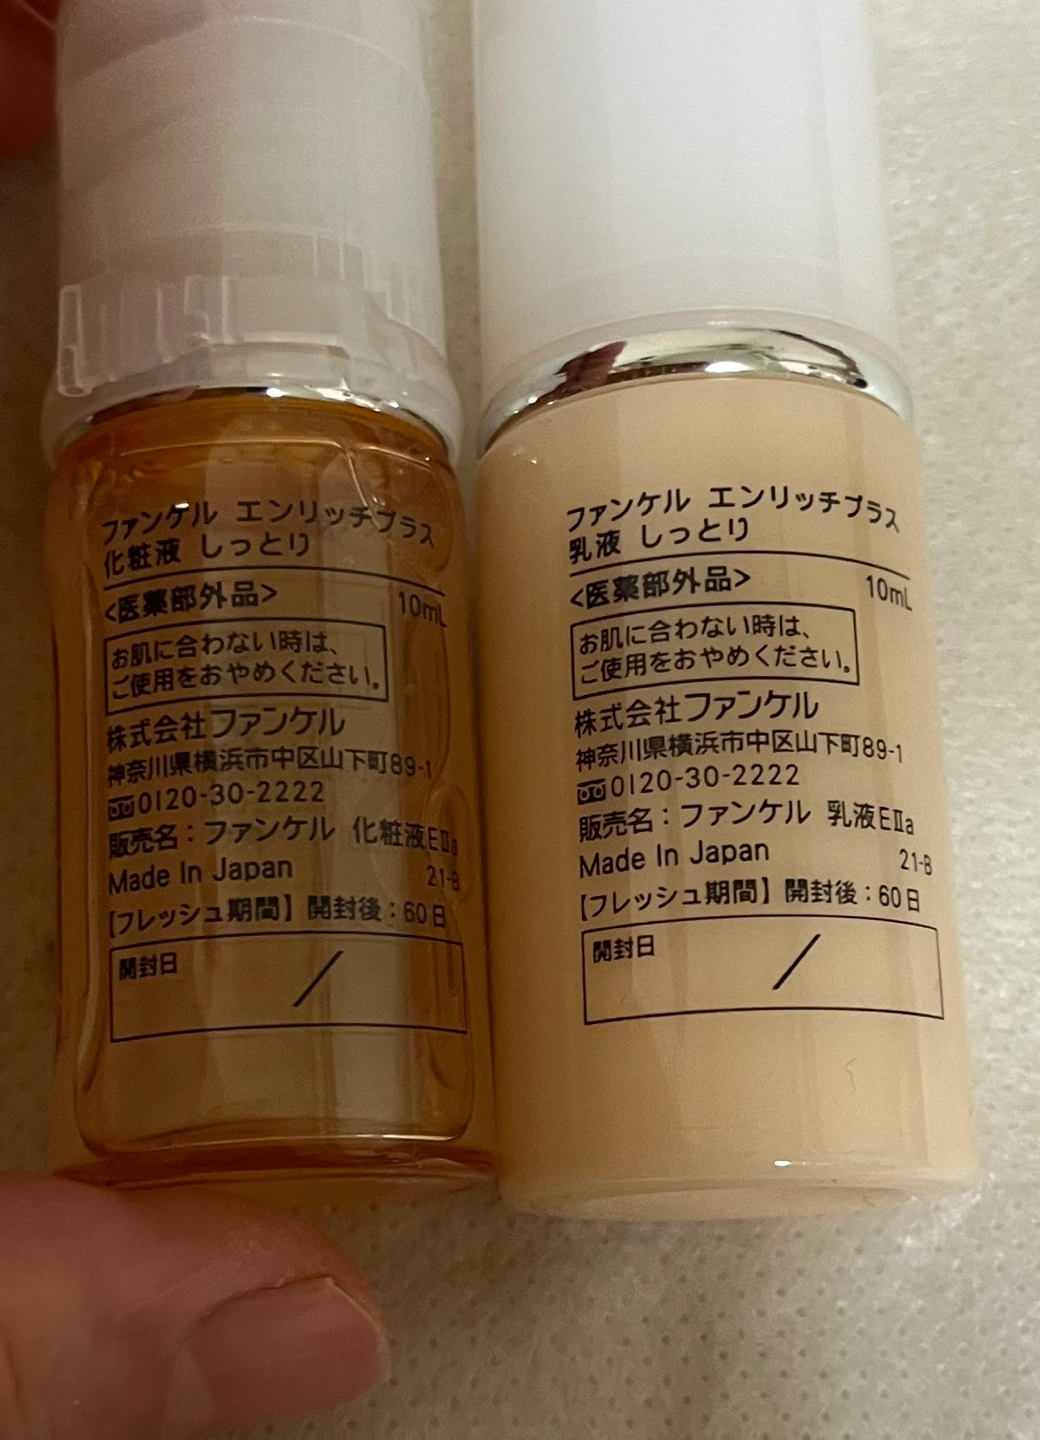 ファンケル エンリッチプラス
化粧液 しっとり
<医薬部外品> 10mL
お肌に合わない時は、
ご使用をおやめください。
株式会社ファンケル
神奈川県横浜市中区山下町89-1
0120-30-2222
販売名:ファンケル 化粧液EⅡa
Made In Japan 21-B
【フレッシュ期間】開封後:60日
開封日 /
ファンケル エンリッチプラス
乳液 しっとり
<医薬部外品> 10mL
お肌に合わない時は、
ご使用をおやめください。
株式会社ファンケル
神奈川県横浜市中区山下町89-1
0120-30-2222
販売名:ファンケル 乳液EⅡa
Made In Japan 21-B
【フレッシュ期間】開封後:60日
開封日 /